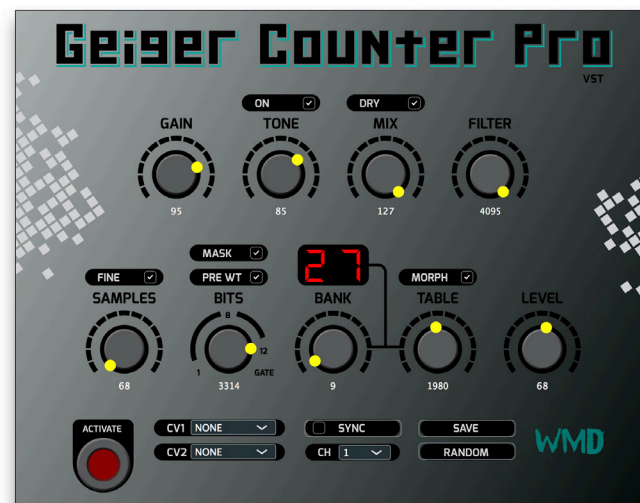 Geiger Counter Pro
VST
ON DRY
GAIN TONE MIX FILTER
95 85 127 4095
MASK
FINE PRE WT 27 MORPH
SAMPLES BITS BANK TABLE LEVEL
8
12
1 GATE
68 3314 9 1980 68
ACTIVATE CV1 NONE SYNC SAVE
CV2 NONE CH 1 RANDOM
WMD